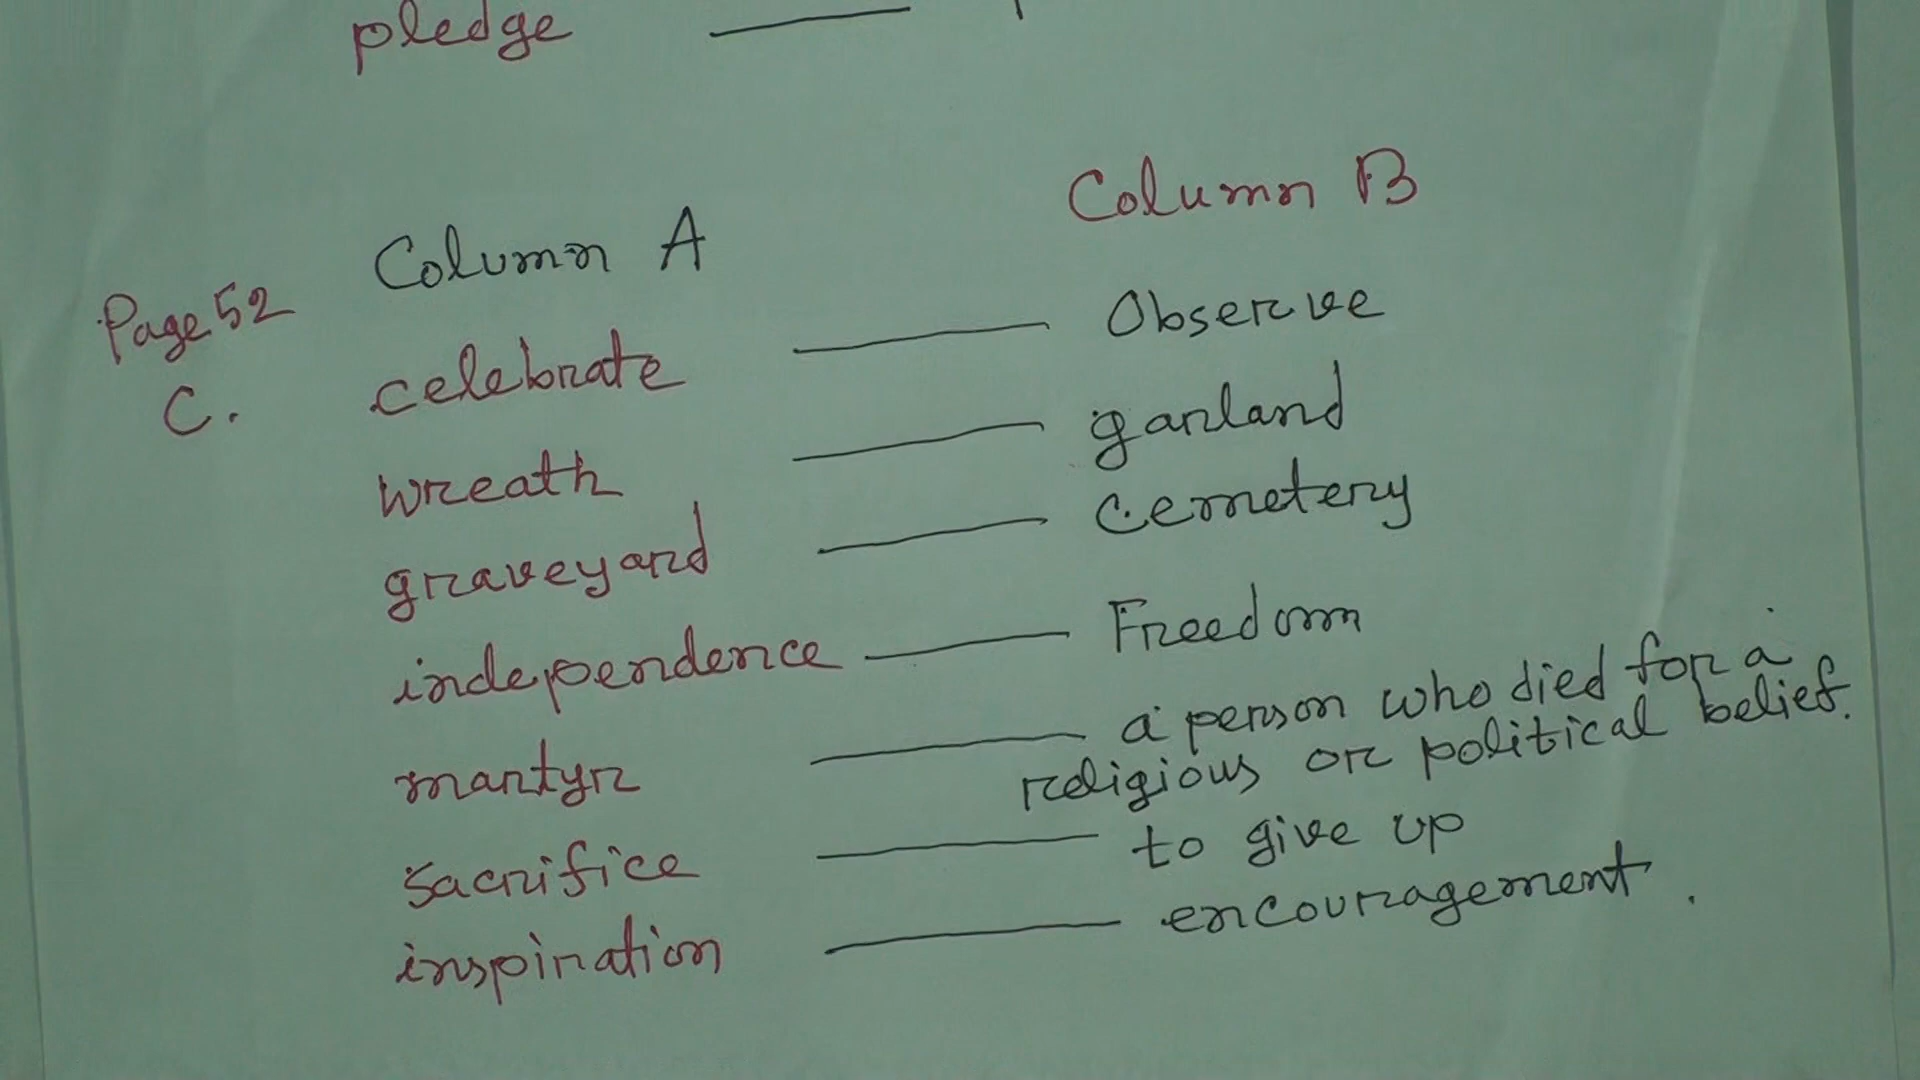 pledge
Column A Column B
Page 52
C. celebrate — Observe
wreath — garland
graveyard — cemetery
independence — Freedom
martyr — a person who died for a
religious or political belief.
sacrifice — to give up
inspiration — encouragement.